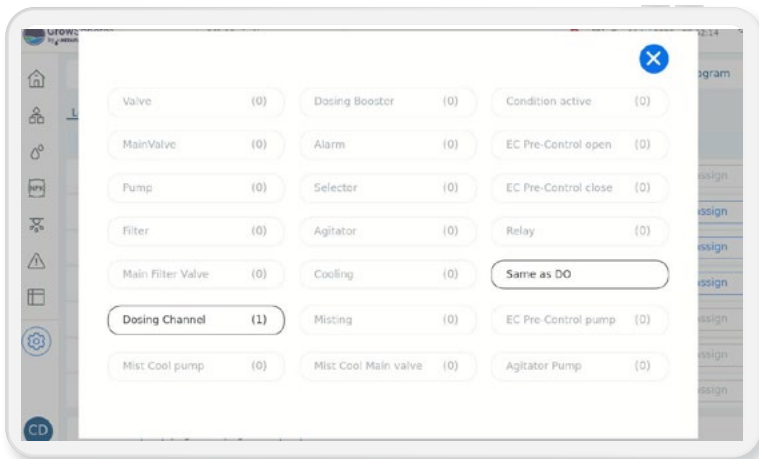 Valve (0) Dosing Booster (0) Condition active (0)
MainValve (0) Alarm (0) EC Pre-Control open (0)
Pump (0) Selector (0) EC Pre-Control close (0)
Filter (0) Agitator (0) Relay (0)
Main Filter Valve (0) Cooling (0) Same as DO
Dosing Channel (1) Misting (0) EC Pre-Control pump (0)
Mist Cool pump (0) Mist Cool Main valve (0) Agitator Pump (0)
NPK
CD